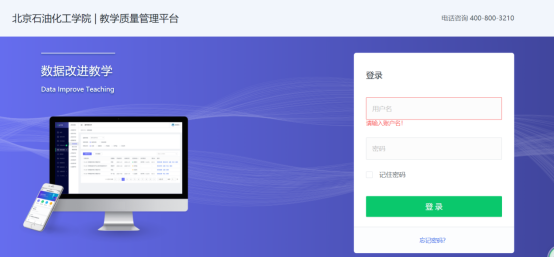 北京石油化工学院 | 教学质量管理平台
电话咨询 400-800-3210
数据改进教学
Data Improve Teaching
登录
用户名
请输入账户名!
密码
记住密码
登 录
忘记密码?